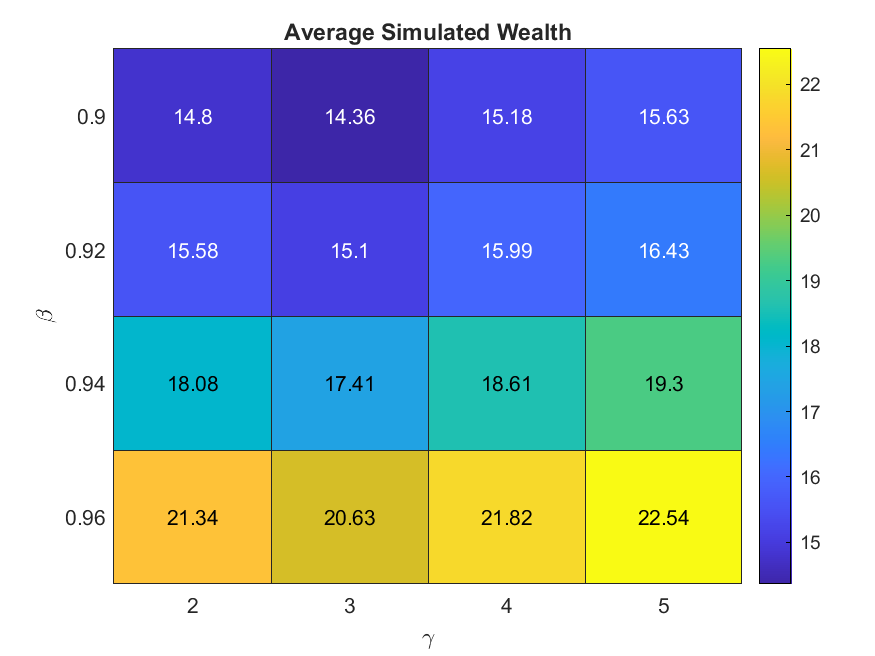 Average Simulated Wealth
0.9 14.8 14.36 15.18 15.63
0.92 15.58 15.1 15.99 16.43
0.94 18.08 17.41 18.61 19.3
0.96 21.34 20.63 21.82 22.54
2 3 4 5
γ
β
22
21
20
19
18
17
16
15